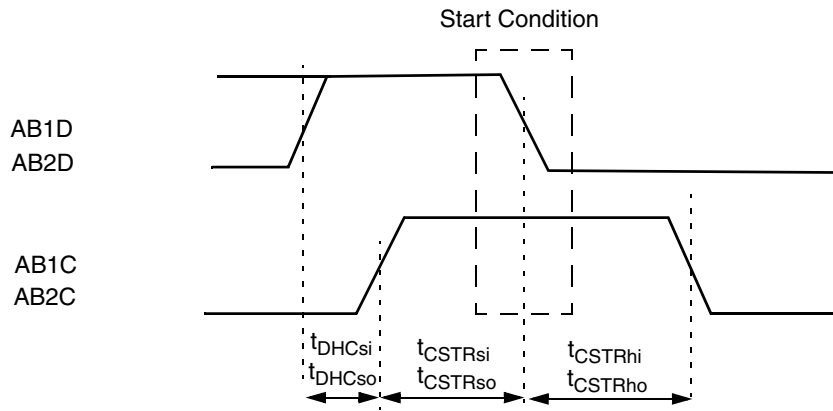 Start Condition
AB1D
AB2D
AB1C
AB2C
tDHCsi
tDHCso
tCSTRsi
tCSTRso
tCSTRhi
tCSTRho